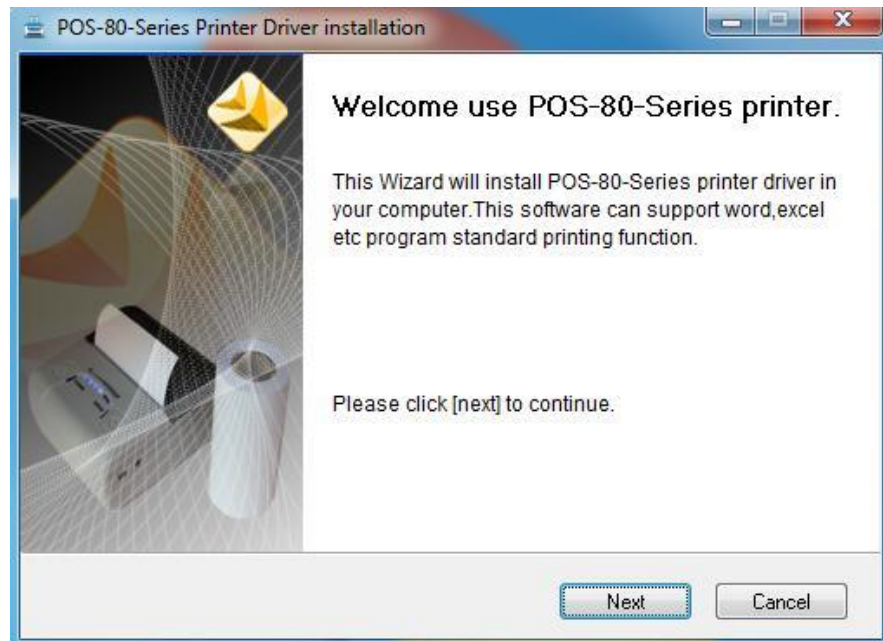 POS-80-Series Printer Driver installation
Welcome use POS-80-Series printer.
This Wizard will install POS-80-Series printer driver in
your computer.This software can support word,excel
etc program standard printing function.
Please click [next] to continue.
Next
Cancel